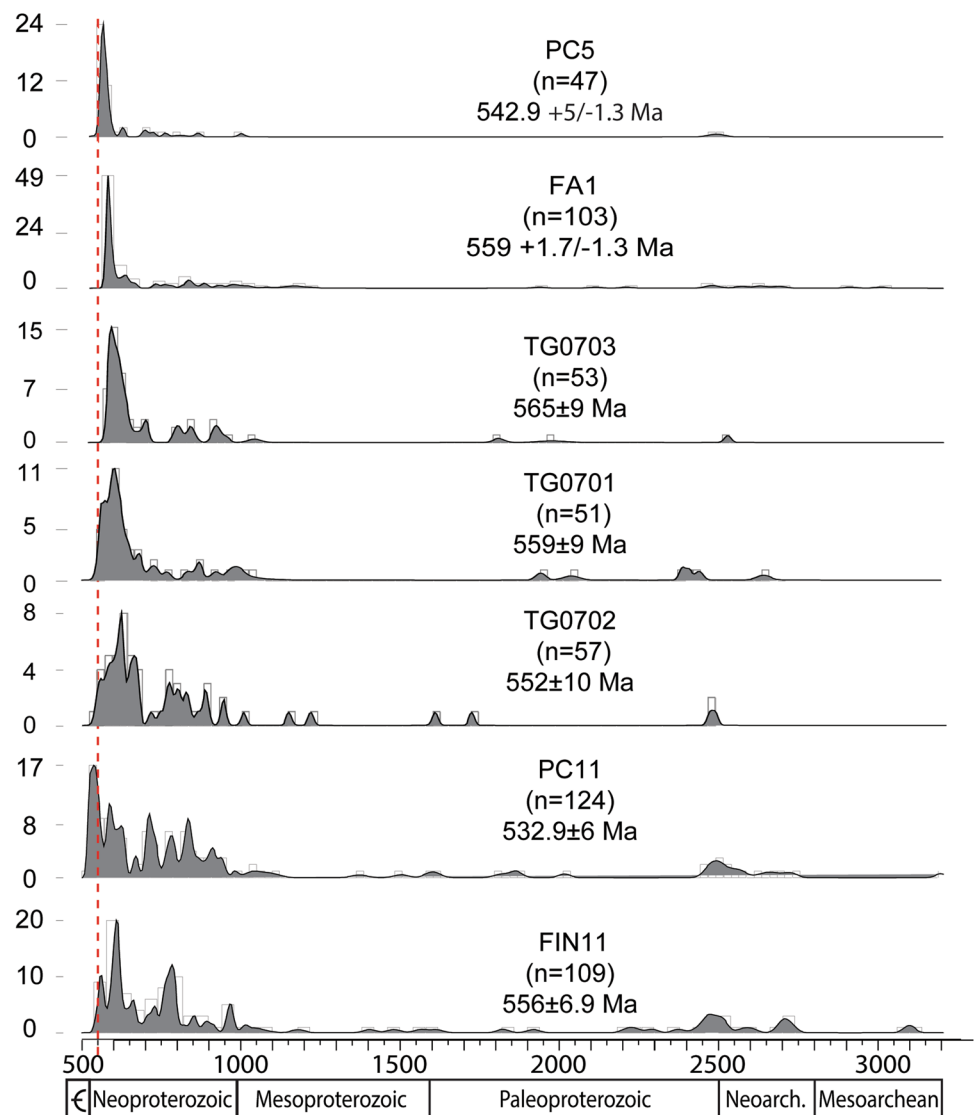 24
12
0
PC5
(n=47)
542.9 +5/-1.3 Ma
49
24
0
FA1
(n=103)
559 +1.7/-1.3 Ma
15
7
0
TG0703
(n=53)
565±9 Ma
11
5
0
TG0701
(n=51)
559±9 Ma
8
4
0
TG0702
(n=57)
552±10 Ma
17
8
0
PC11
(n=124)
532.9±6 Ma
20
10
0
FIN11
(n=109)
556±6.9 Ma
500 1000 1500 2000 2500 3000
€ Neoproterozoic Mesoproterozoic Paleoproterozoic Neoarch. Mesoarchean